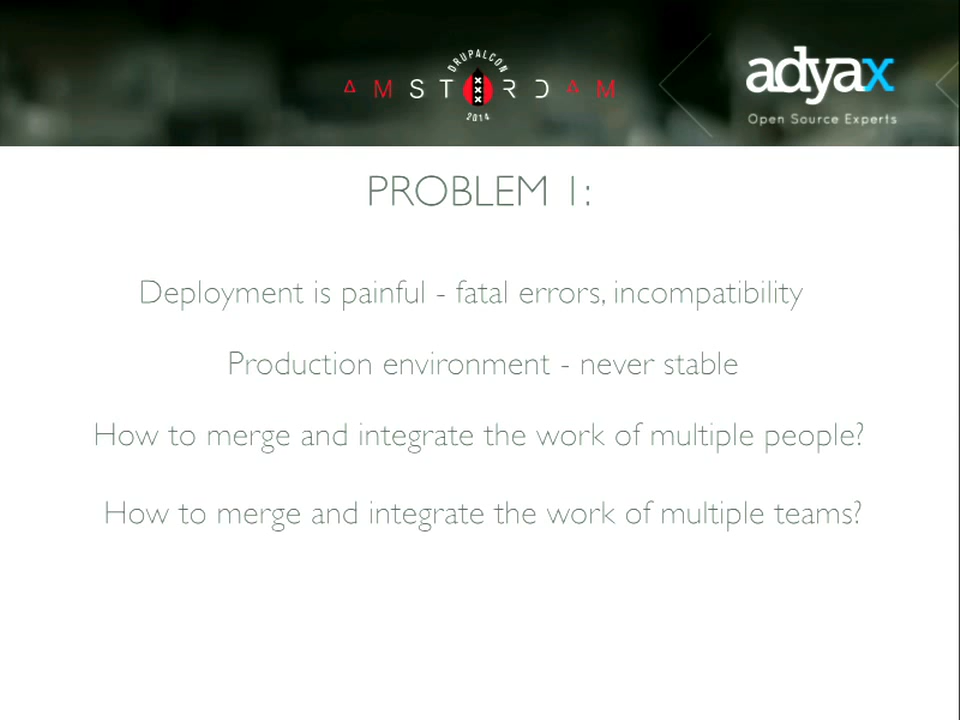 DRUPALCON
AMSTERDAM
2014
adyax
Open Source Experts
PROBLEM 1:
Deployment is painful - fatal errors, incompatibility
Production environment - never stable
How to merge and integrate the work of multiple people?
How to merge and integrate the work of multiple teams?